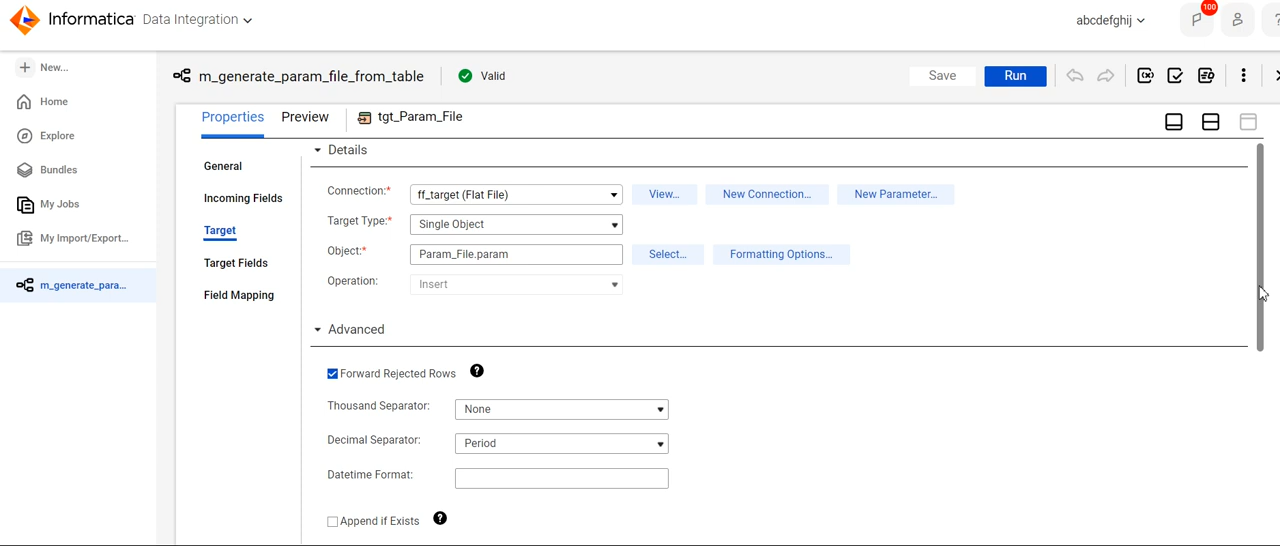 Informatica Data Integration
abcdefghij
100
New...
Home
Explore
Bundles
My Jobs
My Import/Export...
m_generate_para...
m_generate_param_file_from_table
Valid
Save
Run
Properties
Preview
tgt_Param_File
General
Incoming Fields
Target
Target Fields
Field Mapping
Details
Connection:* ff_target (Flat File) View... New Connection... New Parameter...
Target Type:* Single Object
Object:* Param_File.param Select... Formatting Options...
Operation: Insert
Advanced
Forward Rejected Rows ?
Thousand Separator: None
Decimal Separator: Period
Datetime Format:
Append if Exists ?